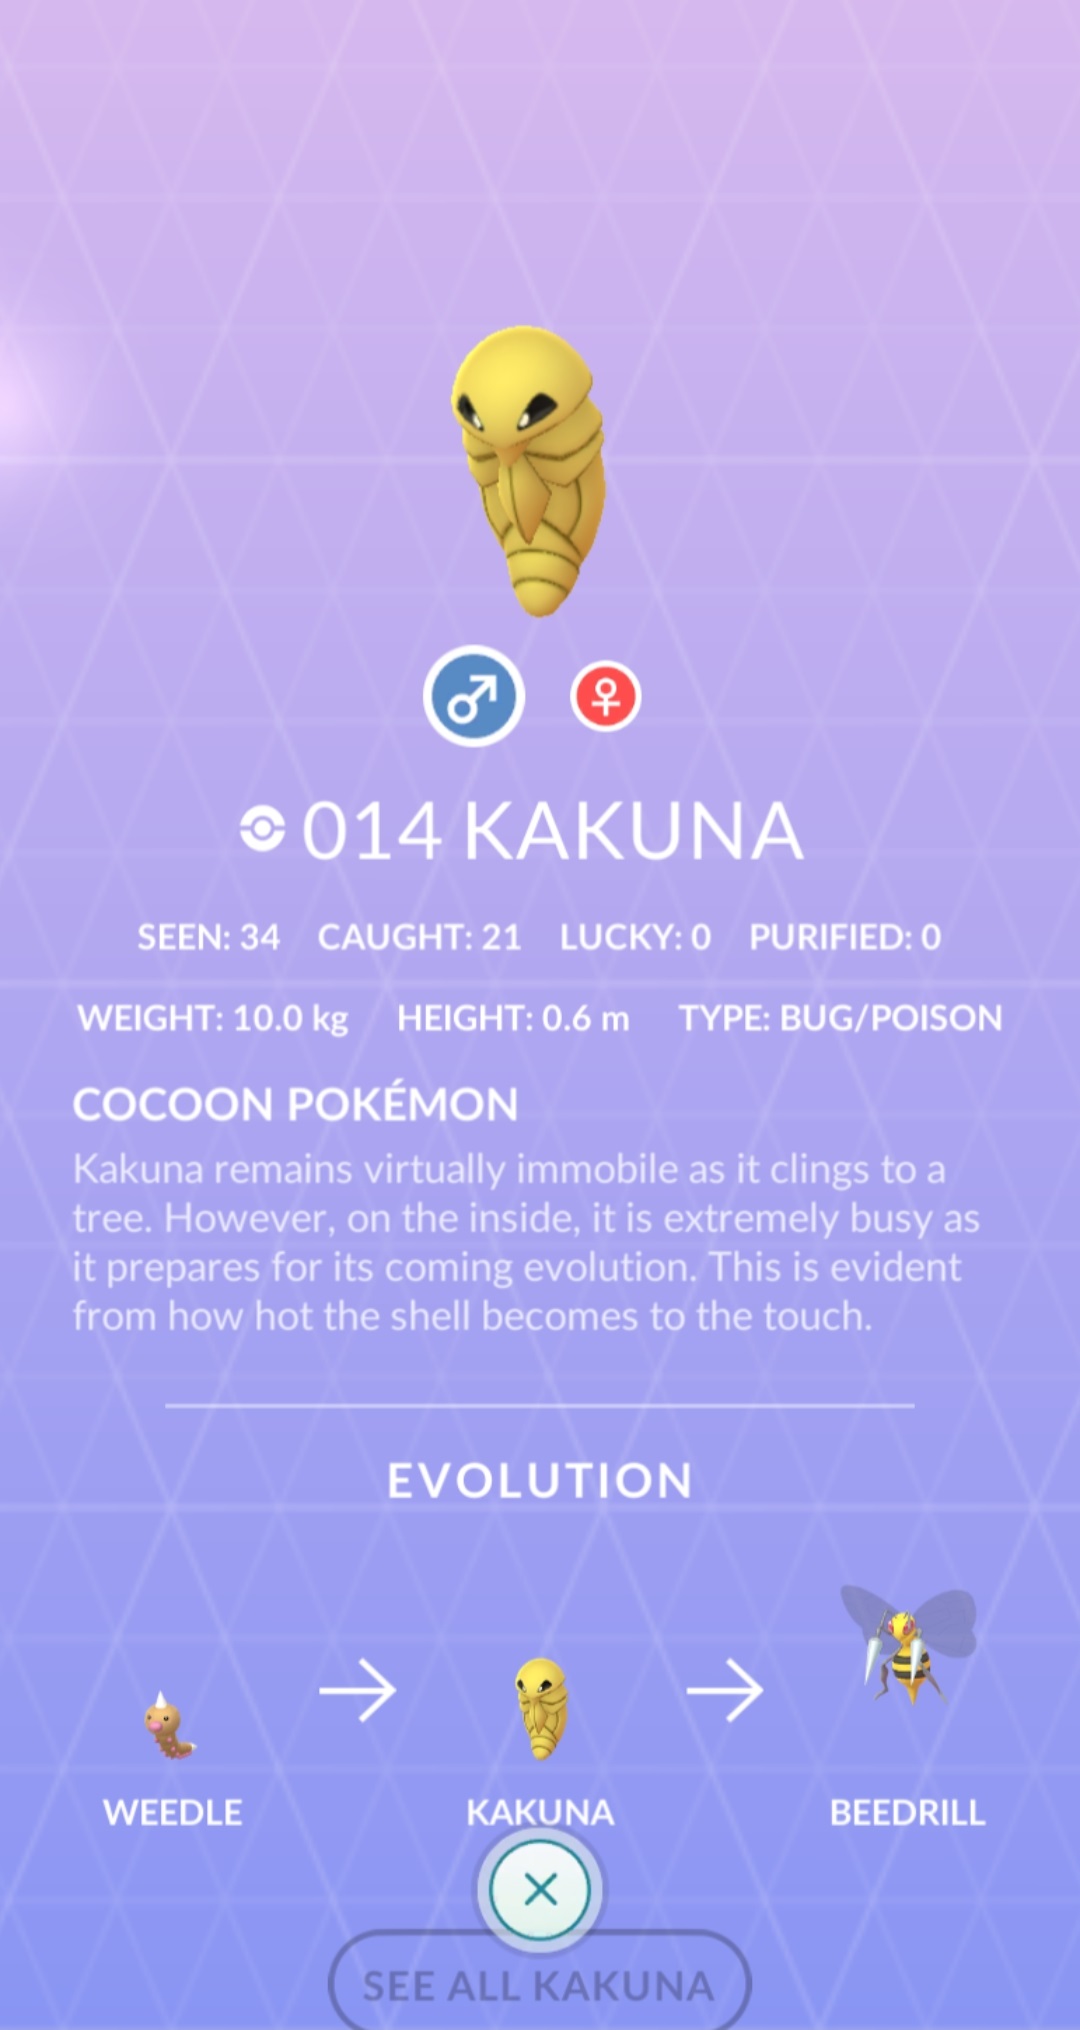 014 KAKUNA
SEEN: 34 CAUGHT: 21 LUCKY: 0 PURIFIED: 0
WEIGHT: 10.0 kg HEIGHT: 0.6 m TYPE: BUG/POISON
COCOON POKÉMON
Kakuna remains virtually immobile as it clings to a
tree. However, on the inside, it is extremely busy as
it prepares for its coming evolution. This is evident
from how hot the shell becomes to the touch.
EVOLUTION
WEEDLE KAKUNA BEEDRILL
SEE ALL KAKUNA